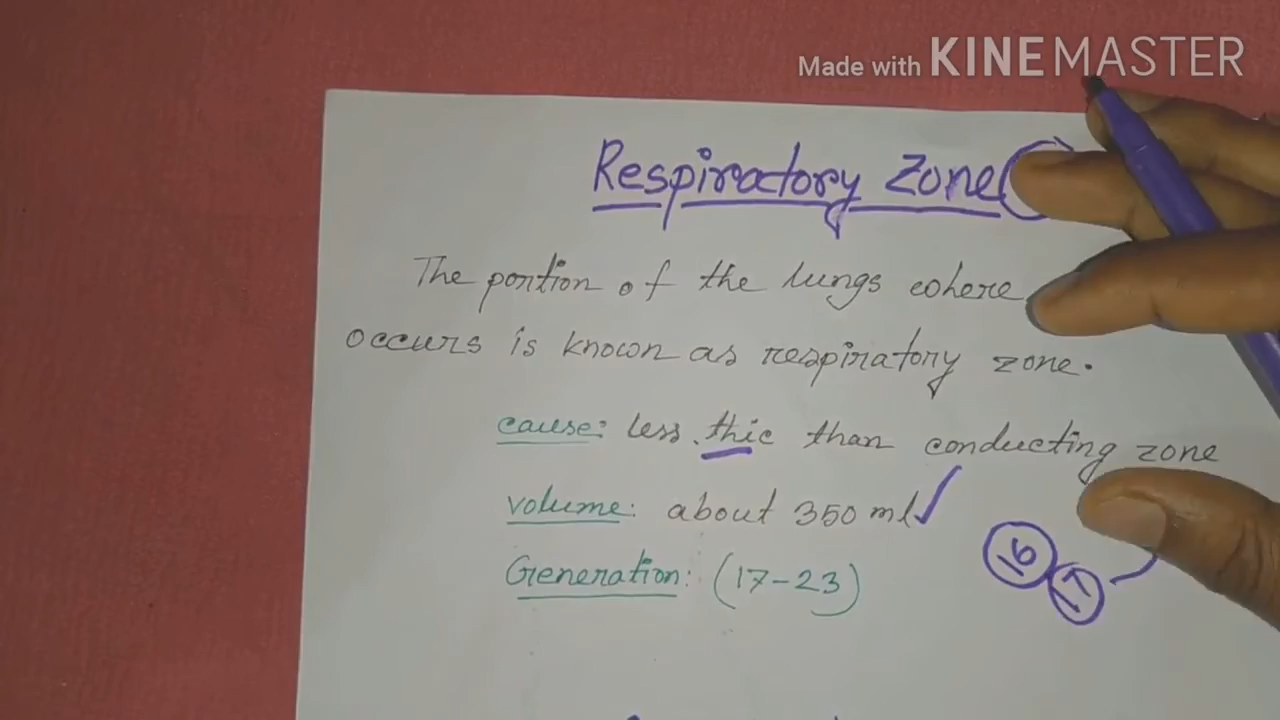 Made with KINEMASTER
Respiratory Zone
The portion of the lungs where
occurs is known as respiratory zone.
cause: less thic than conducting zone
volume: about 350 ml
Generation: (17-23)
16
17